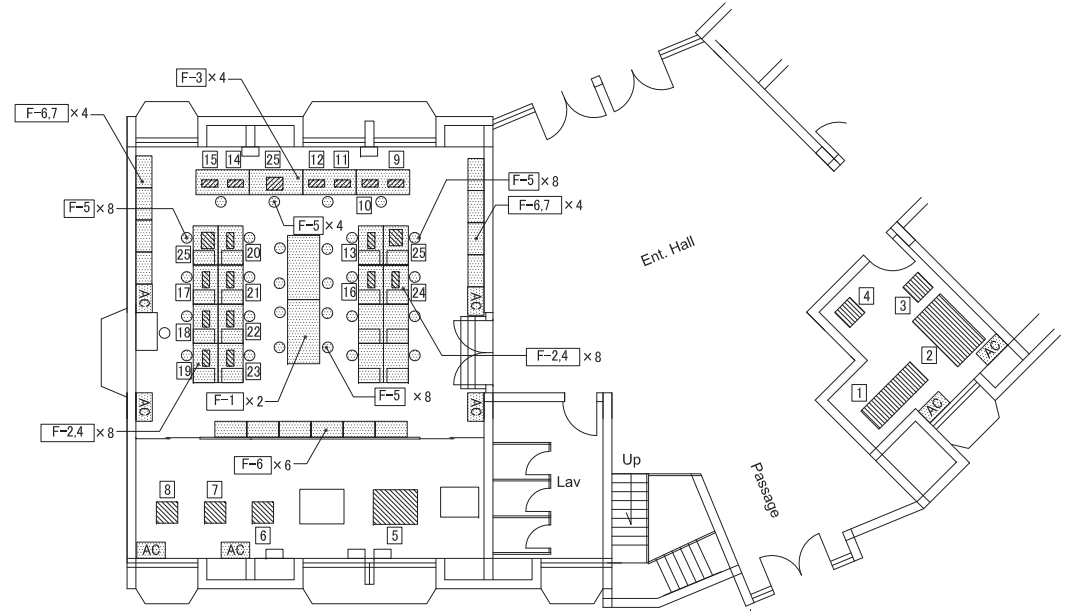 F-3 ×4
F-6,7 ×4
15 14 25 12 11 9
10
F-5 ×8
F-6,7 ×4
F-5 ×8
F-5 ×4
25 20 13 25
17 21 16 24
18 22
19 23
AC
AC
AC
AC
F-2,4 ×8
F-1 ×2
F-5 ×8
F-2,4 ×8
F-6 ×6
8 7 6 5
AC AC
Lav
Up
Passage
Ent. Hall
4 3
2
1
AC
AC